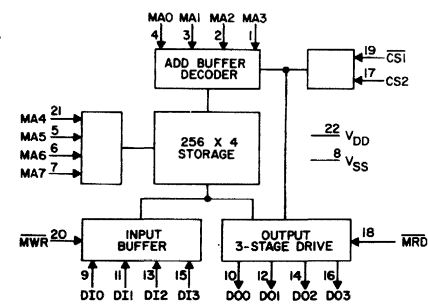 MA0 MA1 MA2 MA3
4 3 2 1
ADD BUFFER
DECODER
19 CS1
17 CS2
MA4 21
MA5 5
MA6 6
MA7 7
256 X 4
STORAGE
22 VDD
8 VSS
MWR 20
INPUT
BUFFER
OUTPUT
3-STAGE DRIVE
18 MRD
9 11 13 15
10 12 14 16
DI0 DI1 DI2 DI3
DO0 DO1 DO2 DO3